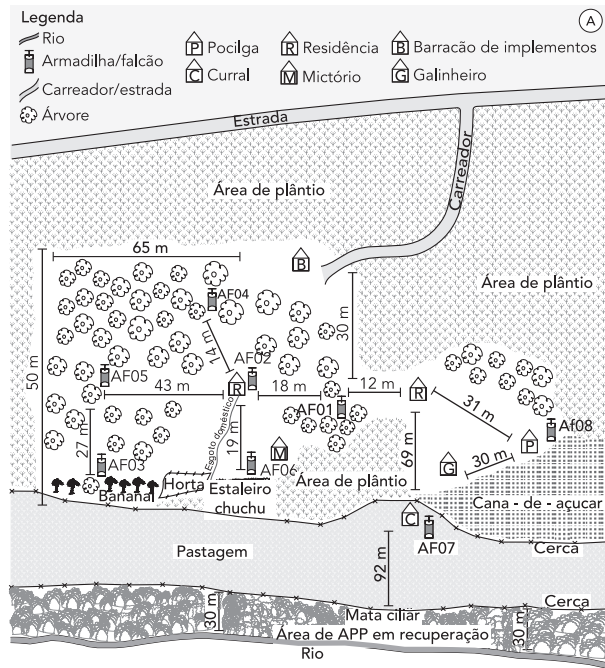 Legenda
A
Rio
Armadilha/falcão
Carreador/estrada
Árvore
P Pocilga
C Curral
R Residência
M Mictório
B Barracão de implementos
G Galinheiro
Estrada
Carreador
Área de plântio
Área de plântio
65 m
B
AF04
30 m
50 m
14 m
AF05
AF02
43 m
R
18 m
AF01
12 m
R
31 m
Af08
P
27 m
Esgoto doméstico
19 m
M
69 m
G
30 m
AF03
AF06
Bananal
Horta
Estaleiro
chuchu
Área de plântio
Cana - de - açucar
C
AF07
Pastagem
92 m
Cerca
Cerca
30 m
Mata ciliar
Área de APP em recuperação
30 m
Rio